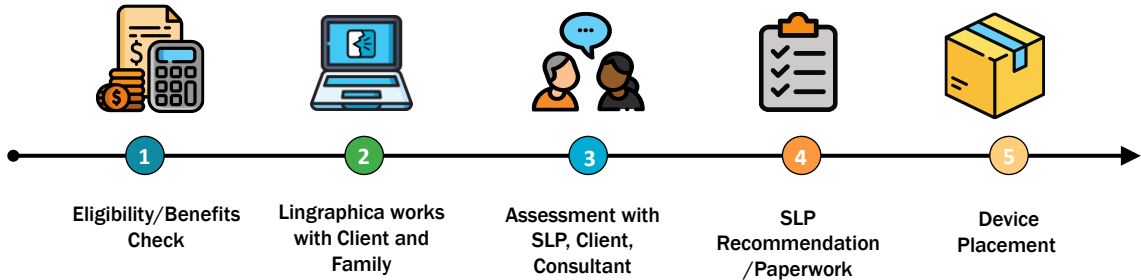 $
$
1
2
3
4
5
Eligibility/Benefits
Check
Lingraphica works
with Client and
Family
Assessment with
SLP, Client,
Consultant
SLP
Recommendation
/Paperwork
Device
Placement